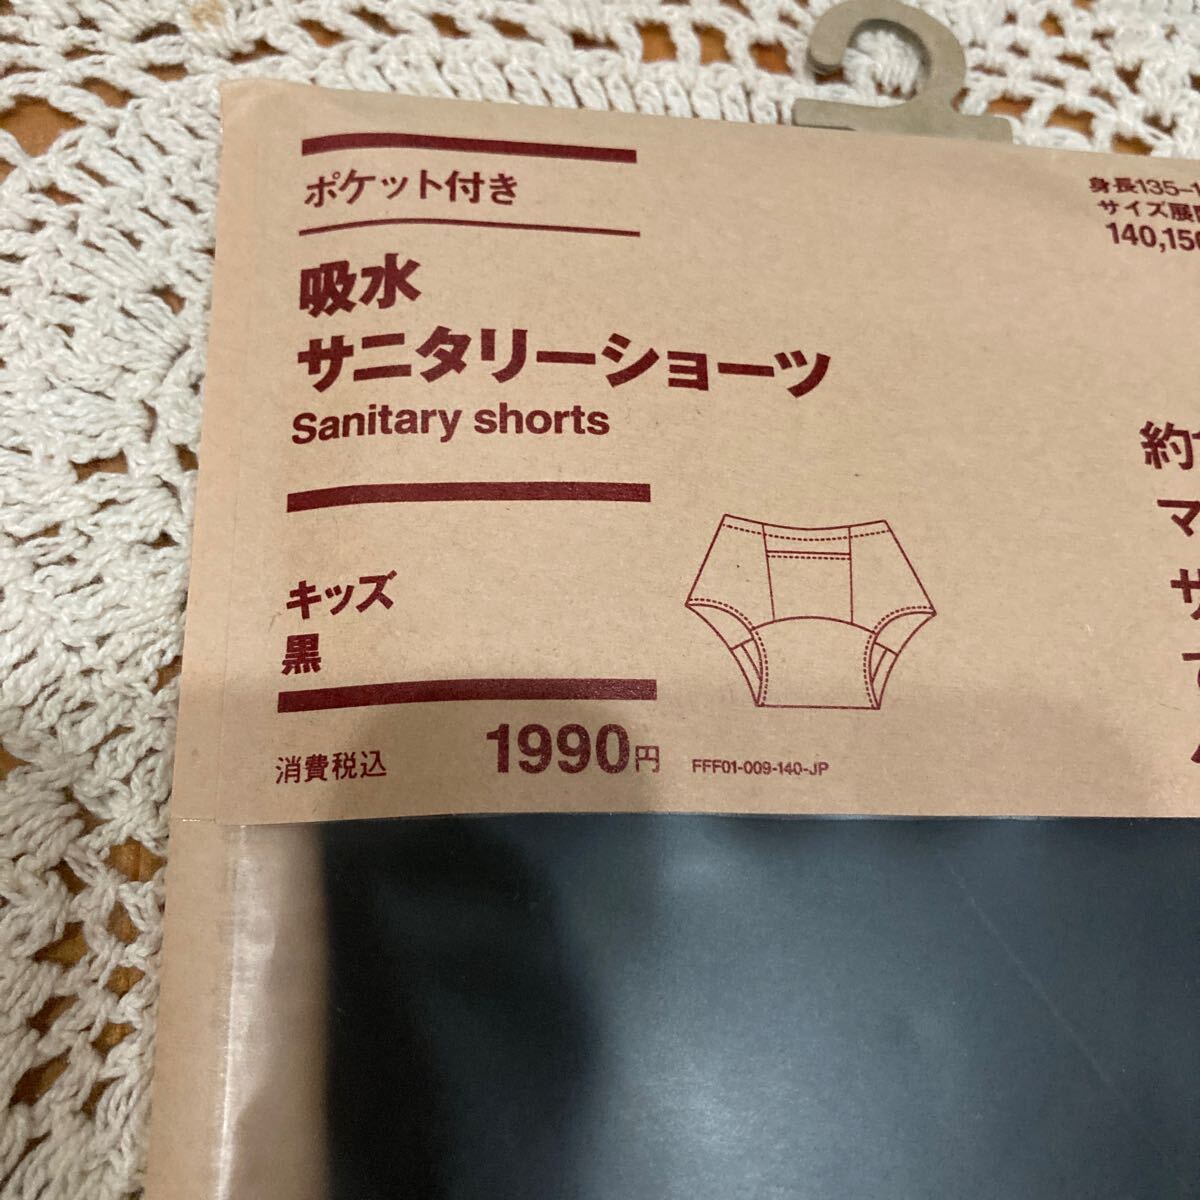 ポケット付き
吸水
サニタリーショーツ
Sanitary shorts
キッズ
黒
消費税込 1990円
FFF01-009-140-JP
身長135-1
サイズ展
140,15
約
マ
サ